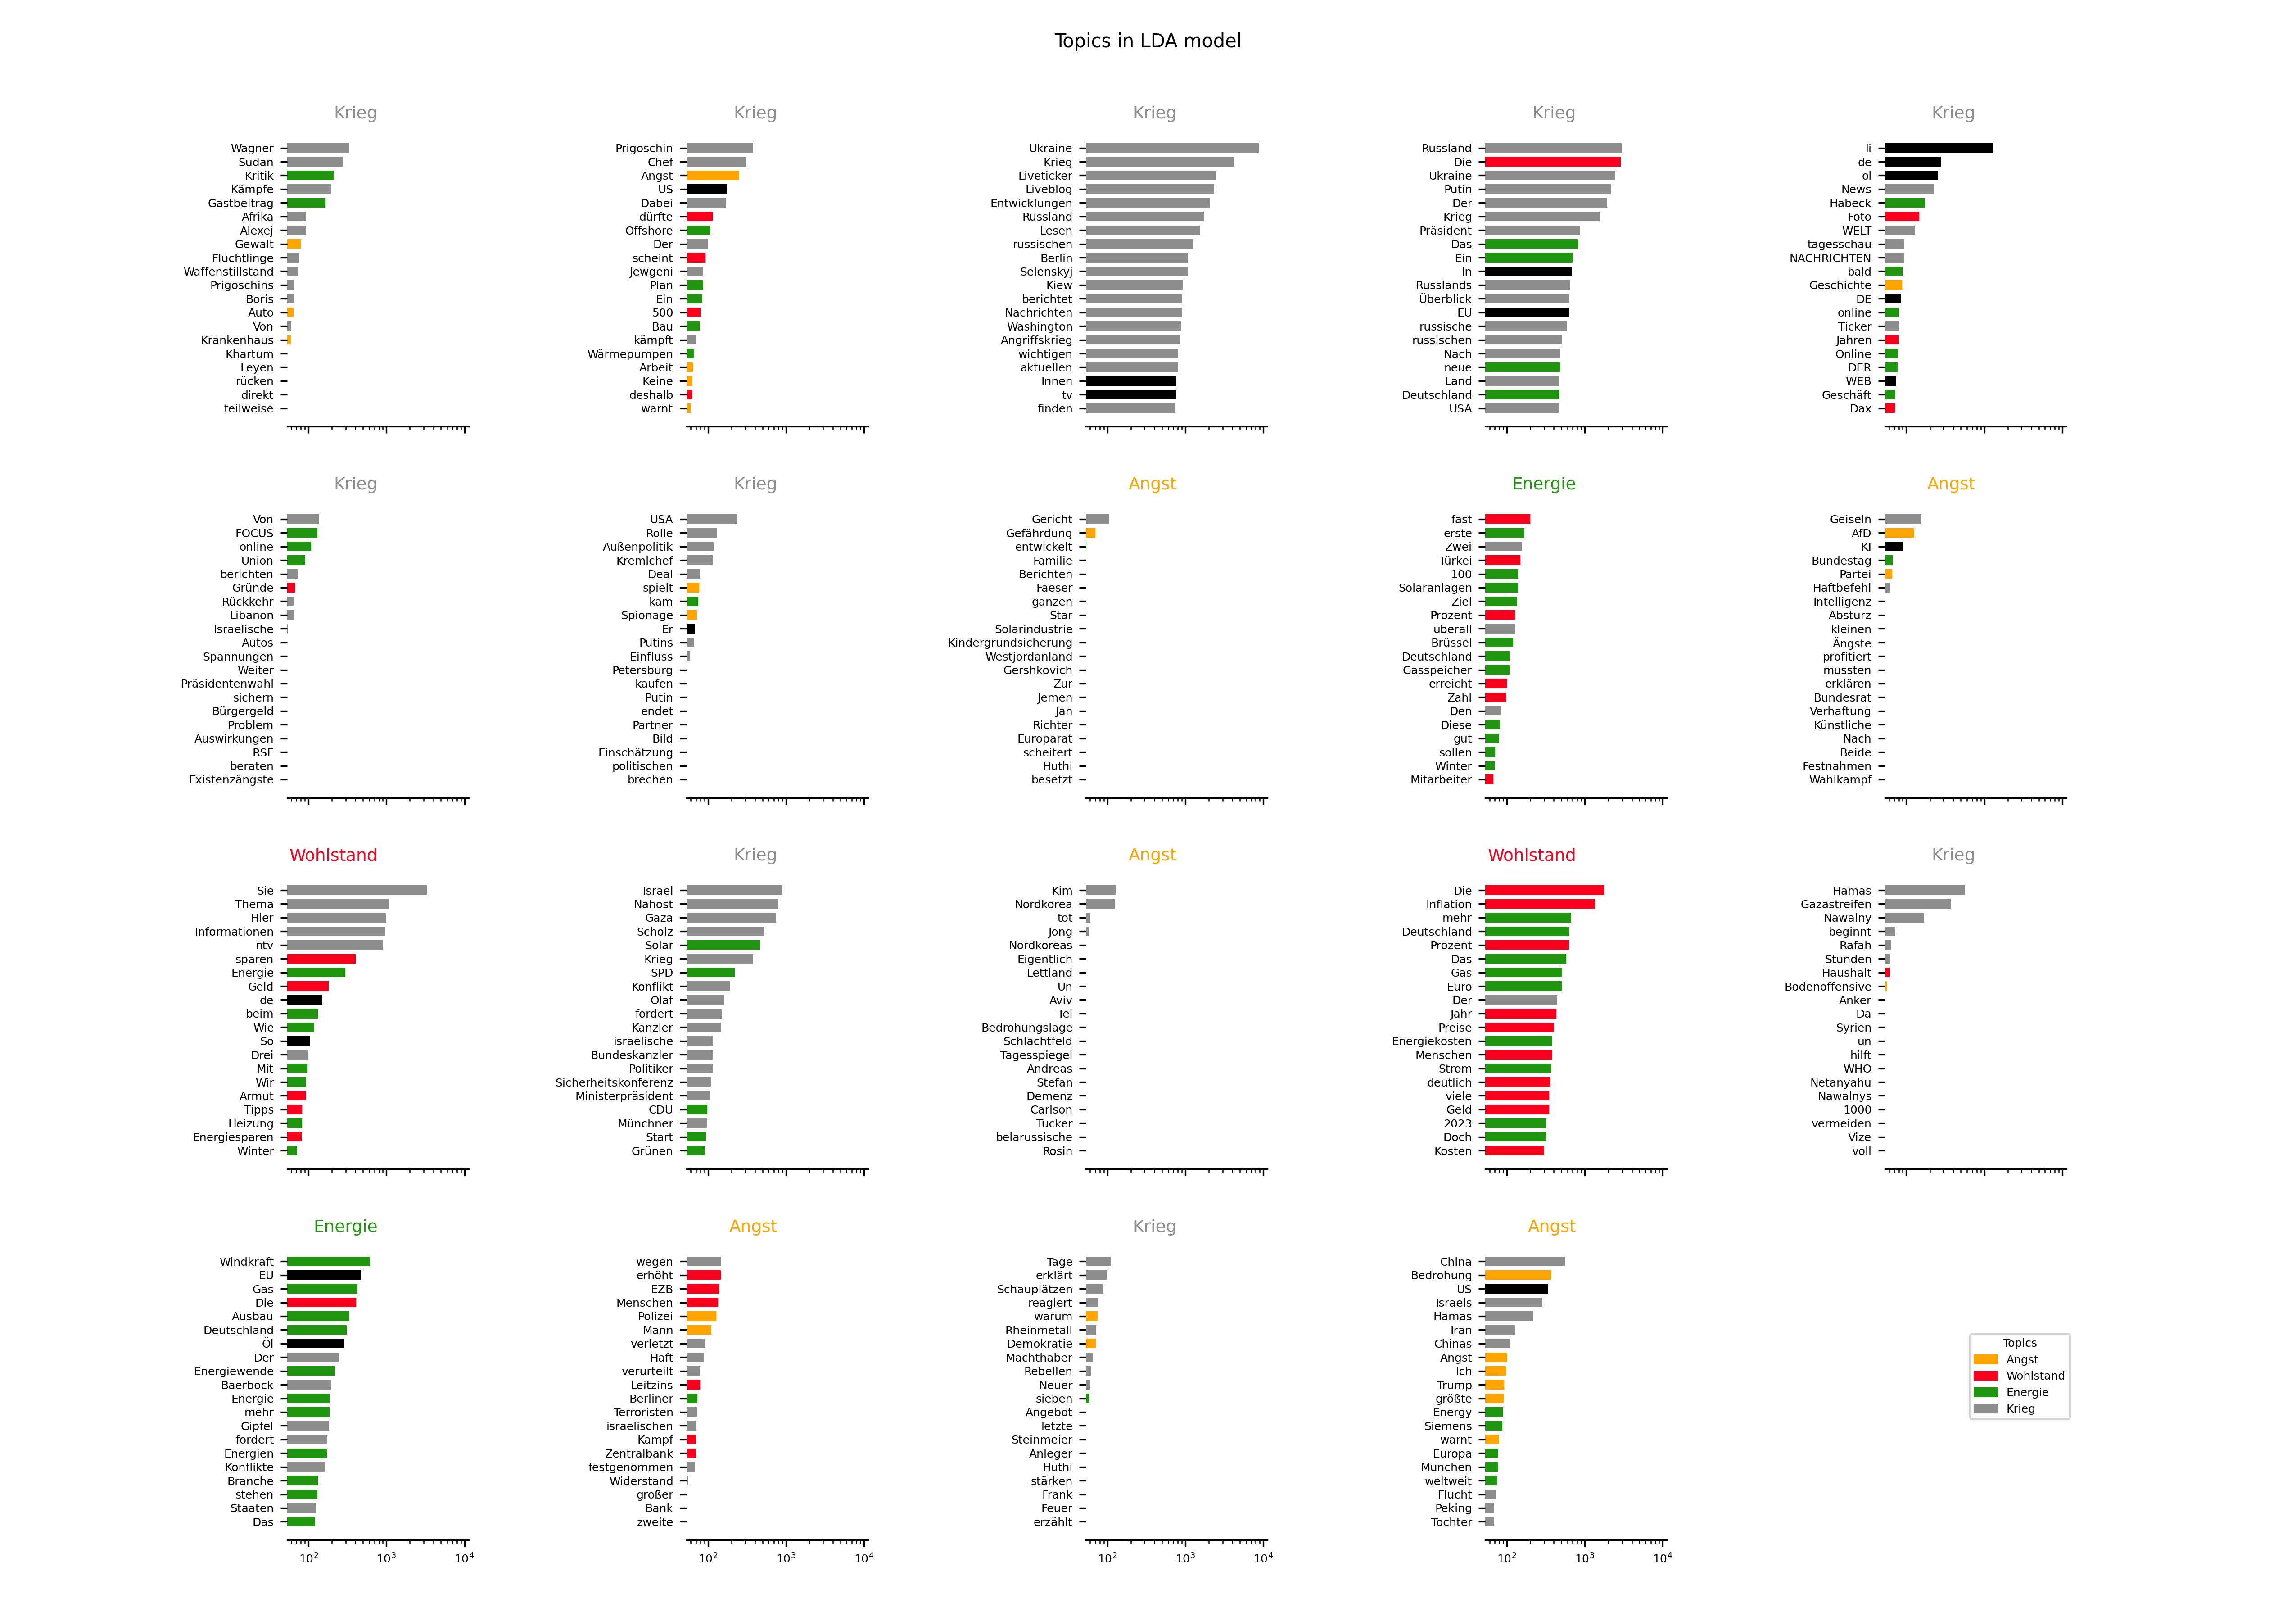 Topics in LDA model
Krieg
Wagner
Sudan
Kritik
Kämpfe
Gastbeitrag
Afrika
Alexej
Gewalt
Flüchtlinge
Waffenstillstand
Prigoschins
Boris
Auto
Von
Krankenhaus
Khartum
Leyen
rücken
direkt
teilweise
Krieg
Prigoschin
Chef
Angst
US
Dabei
dürfte
Offshore
Der
scheint
Jewgeni
Plan
Ein
500
Bau
kämpft
Wärmepumpen
Arbeit
Keine
deshalb
warnt
Krieg
Ukraine
Krieg
Liveticker
Liveblog
Entwicklungen
Russland
Lesen
russischen
Berlin
Selenskyj
Kiew
berichtet
Nachrichten
Washington
Angriffskrieg
wichtigen
aktuellen
Innen
tv
finden
Krieg
Russland
Die
Ukraine
Putin
Der
Krieg
Präsident
Das
Ein
In
Russlands
Überblick
EU
russische
russischen
Nach
neue
Land
Deutschland
USA
Krieg
li
de
ol
News
Habeck
Foto
WELT
tagesschau
NACHRICHTEN
bald
Geschichte
DE
online
Ticker
Jahren
Online
DER
WEB
Geschäft
Dax
Krieg
Von
FOCUS
online
Union
berichten
Gründe
Rückkehr
Libanon
Israelische
Autos
Spannungen
Weiter
Präsidentenwahl
sichern
Bürgergeld
Problem
Auswirkungen
RSF
beraten
Existenzängste
Krieg
USA
Rolle
Außenpolitik
Kremlchef
Deal
spielt
kam
Spionage
Er
Putins
Einfluss
Petersburg
kaufen
Putin
endet
Partner
Bild
Einschätzung
politischen
brechen
Angst
Gericht
Gefährdung
entwickelt
Familie
Berichten
Faeser
ganzen
Star
Solarindustrie
Kindergrundsicherung
Westjordanland
Gershkovich
Zur
Jemen
Jan
Richter
Europarat
scheitert
Huthi
besetzt
Energie
fast
erste
Zwei
Türkei
100
Solaranlagen
Ziel
Prozent
überall
Brüssel
Deutschland
Gasspeicher
erreicht
Zahl
Den
Diese
gut
sollen
Winter
Mitarbeiter
Angst
Geiseln
AfD
KI
Bundestag
Partei
Haftbefehl
Intelligenz
Absturz
kleinen
Ängste
profitiert
mussten
erklären
Bundesrat
Verhaftung
Künstliche
Nach
Beide
Festnahmen
Wahlkampf
Wohlstand
Sie
Thema
Hier
Informationen
ntv
sparen
Energie
Geld
de
beim
Wie
So
Drei
Mit
Wir
Armut
Tipps
Heizung
Energiesparen
Winter
Krieg
Israel
Nahost
Gaza
Scholz
Solar
Krieg
SPD
Konflikt
Olaf
fordert
Kanzler
israelische
Bundeskanzler
Politiker
Sicherheitskonferenz
Ministerpräsident
CDU
Münchner
Start
Grünen
Angst
Kim
Nordkorea
tot
Jong
Nordkoreas
Eigentlich
Lettland
Un
Aviv
Tel
Bedrohungslage
Schlachtfeld
Tagesspiegel
Andreas
Stefan
Demenz
Carlson
Tucker
belarussische
Rosin
Wohlstand
Die
Inflation
mehr
Deutschland
Prozent
Das
Gas
Euro
Der
Jahr
Preise
Energiekosten
Menschen
Strom
deutlich
viele
Geld
2023
Doch
Kosten
Krieg
Hamas
Gazastreifen
Nawalny
beginnt
Rafah
Stunden
Haushalt
Bodenoffensive
Anker
Da
Syrien
un
hilft
WHO
Netanyahu
Nawalnys
1000
vermeiden
Vize
voll
Energie
Windkraft
EU
Gas
Die
Ausbau
Deutschland
Öl
Der
Energiewende
Baerbock
Energie
mehr
Gipfel
fordert
Energien
Konflikte
Branche
stehen
Staaten
Das
10² 10³ 10⁴
Angst
wegen
erhöht
EZB
Menschen
Polizei
Mann
verletzt
Haft
verurteilt
Leitzins
Berliner
Terroristen
israelischen
Kampf
Zentralbank
festgenommen
Widerstand
großer
Bank
zweite
10² 10³ 10⁴
Krieg
Tage
erklärt
Schauplätzen
reagiert
warum
Rheinmetall
Demokratie
Machthaber
Rebellen
Neuer
sieben
Angebot
letzte
Steinmeier
Anleger
Huthi
stärken
Frank
Feuer
erzählt
10² 10³ 10⁴
Angst
China
Bedrohung
US
Israels
Hamas
Iran
Chinas
Angst
Ich
Trump
größte
Energy
Siemens
warnt
Europa
München
weltweit
Flucht
Peking
Tochter
10² 10³ 10⁴
Topics
Angst
Wohlstand
Energie
Krieg